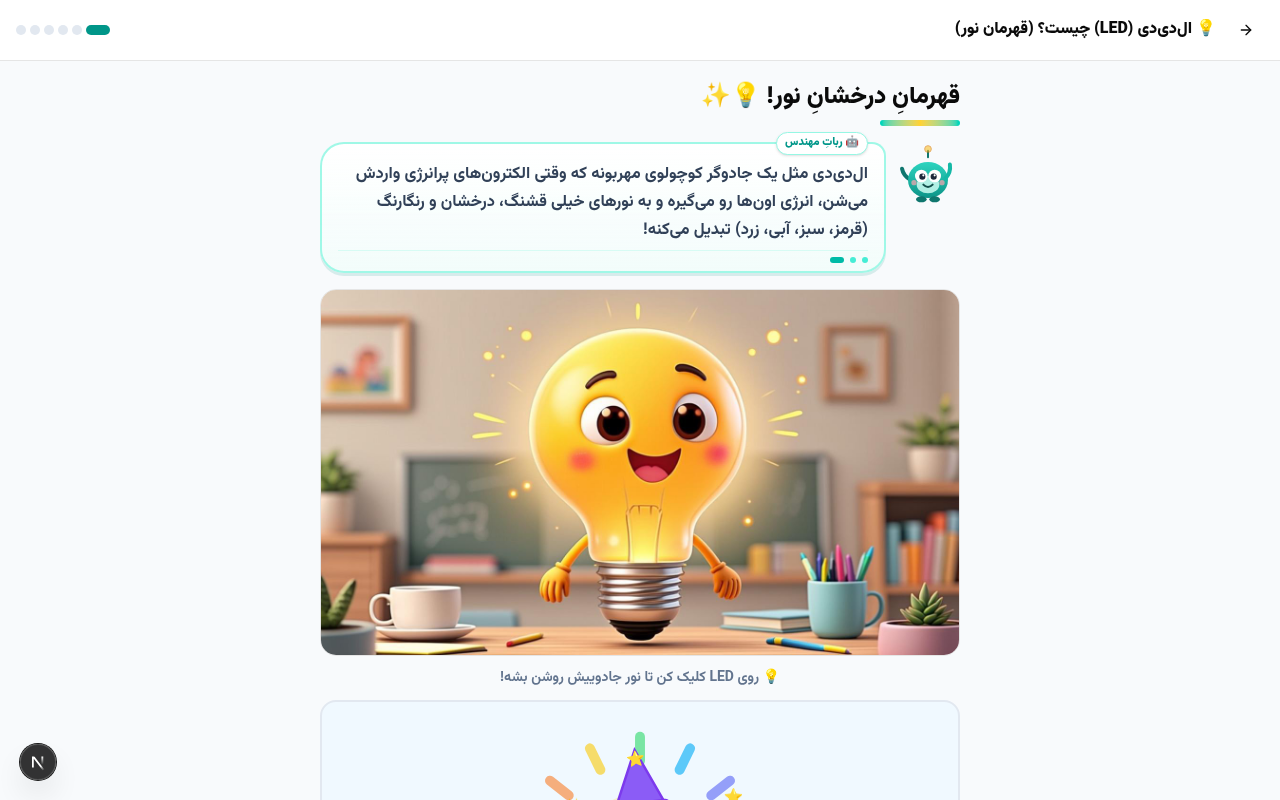 💡 ال‌ای‌دی (LED) چیست؟ (قهرمان نور)
قهرمانِ درخشانِ نور! 💡✨
🤖 رباتِ مهندس
ال‌ای‌دی مثل یک جادوگر کوچولوی مهربونه که وقتی الکترون‌های پرانرژی واردش
می‌شن، انرژی اون‌ها رو می‌گیره و به نورهای خیلی قشنگ، درخشان و رنگارنگ
(قرمز، سبز، آبی، زرد) تبدیل می‌کنه!
💡 روی LED کلیک کن تا نور جادوییش روشن بشه!
N